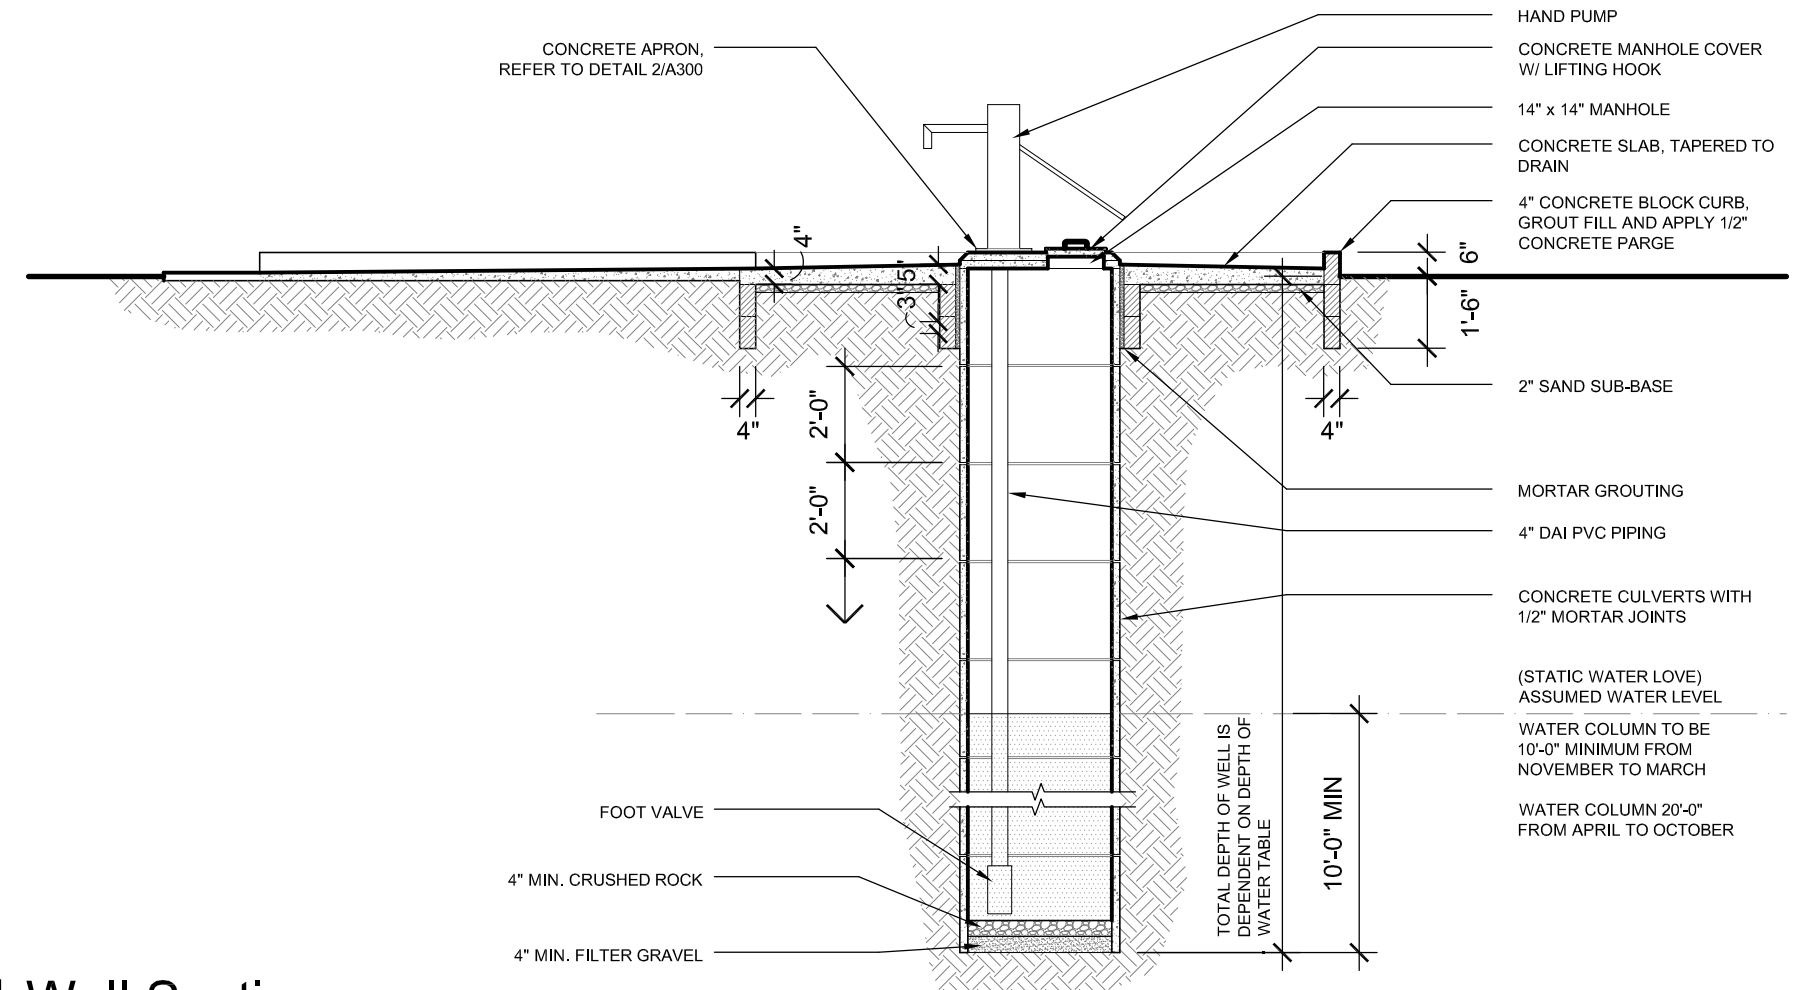 CONCRETE APRON,
REFER TO DETAIL 2/A300
HAND PUMP
CONCRETE MANHOLE COVER
W/ LIFTING HOOK
14" x 14" MANHOLE
CONCRETE SLAB, TAPERED TO
DRAIN
4" CONCRETE BLOCK CURB,
GROUT FILL AND APPLY 1/2"
CONCRETE PARGE
4"
5"
3"
6"
1'-6"
2" SAND SUB-BASE
4"
4"
2'-0"
2'-0"
MORTAR GROUTING
4" DAI PVC PIPING
CONCRETE CULVERTS WITH
1/2" MORTAR JOINTS
(STATIC WATER LOVE)
ASSUMED WATER LEVEL
WATER COLUMN TO BE
10'-0" MINIMUM FROM
NOVEMBER TO MARCH
WATER COLUMN 20'-0"
FROM APRIL TO OCTOBER
TOTAL DEPTH OF WELL IS
DEPENDENT ON DEPTH OF
WATER TABLE
10'-0" MIN
FOOT VALVE
4" MIN. CRUSHED ROCK
4" MIN. FILTER GRAVEL